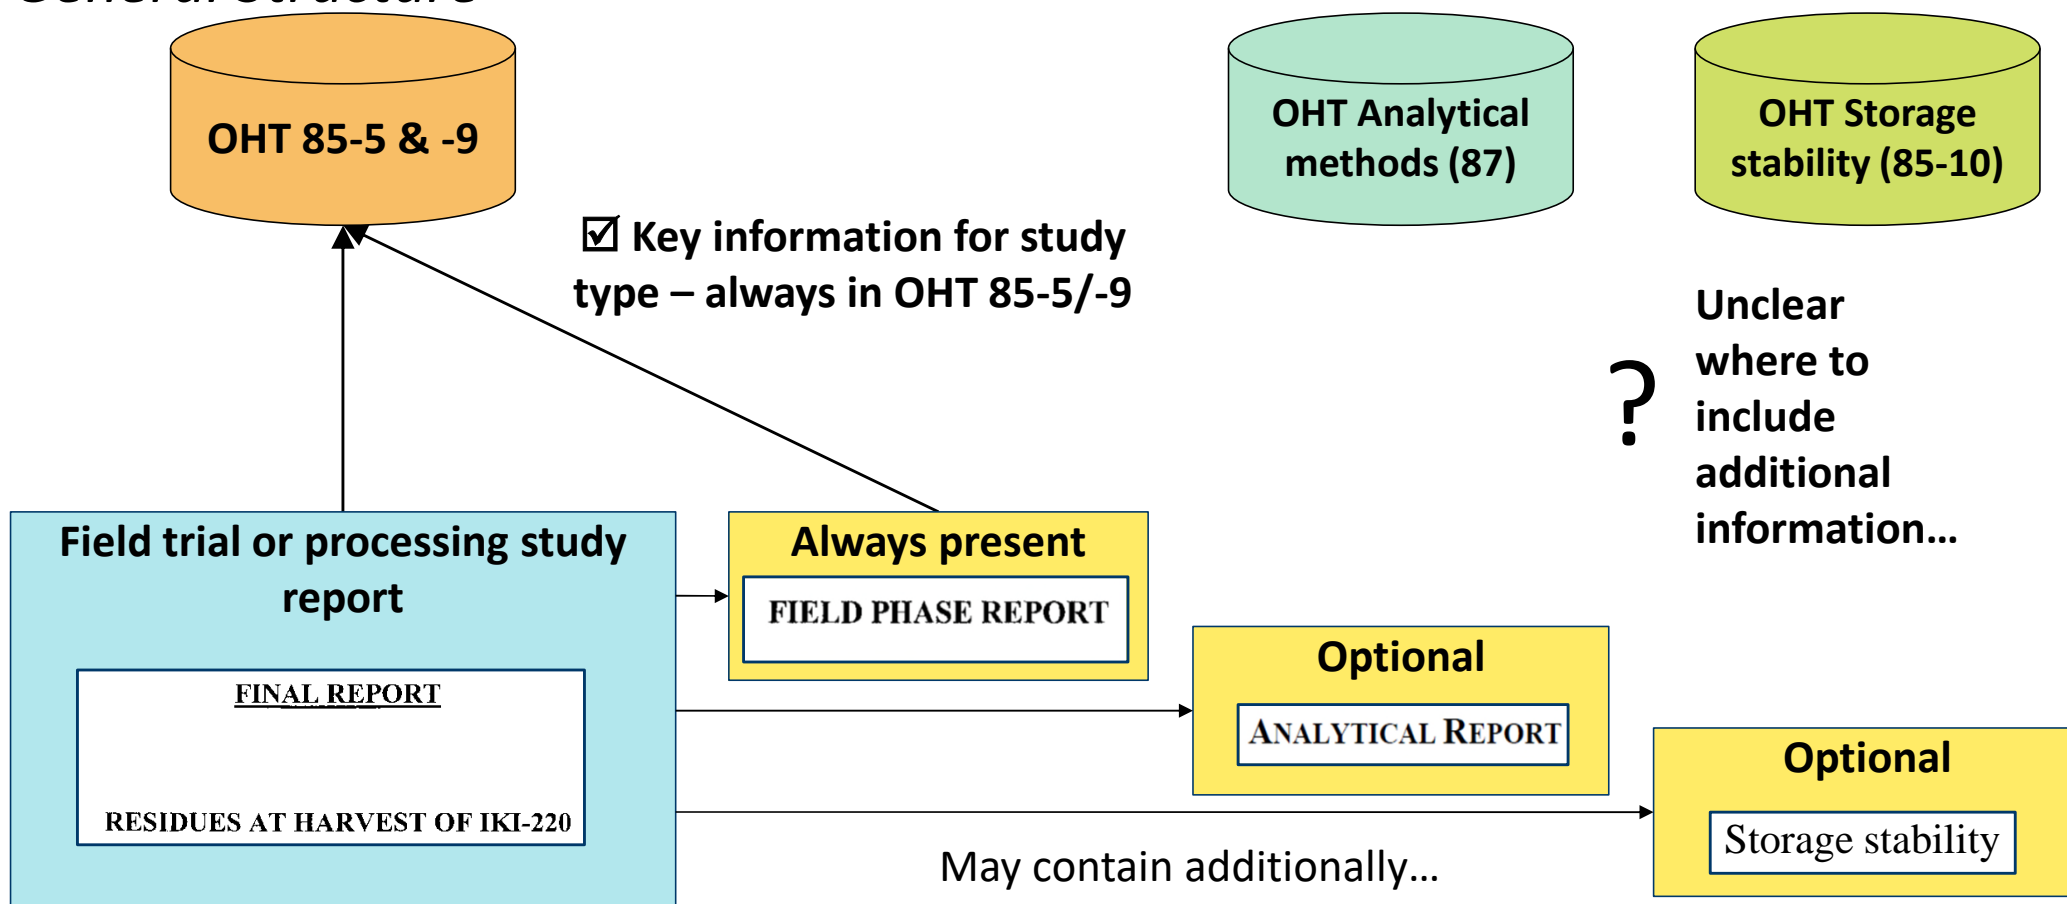 General structure
OHT 85-5 & -9
OHT Analytical
methods (87)
OHT Storage
stability (85-10)
☑ Key information for study
type – always in OHT 85-5/-9
?
Unclear
where to
include
additional
information…
Field trial or processing study
report
FINAL REPORT
RESIDUES AT HARVEST OF IKI-220
Always present
FIELD PHASE REPORT
Optional
ANALYTICAL REPORT
Optional
Storage stability
May contain additionally…